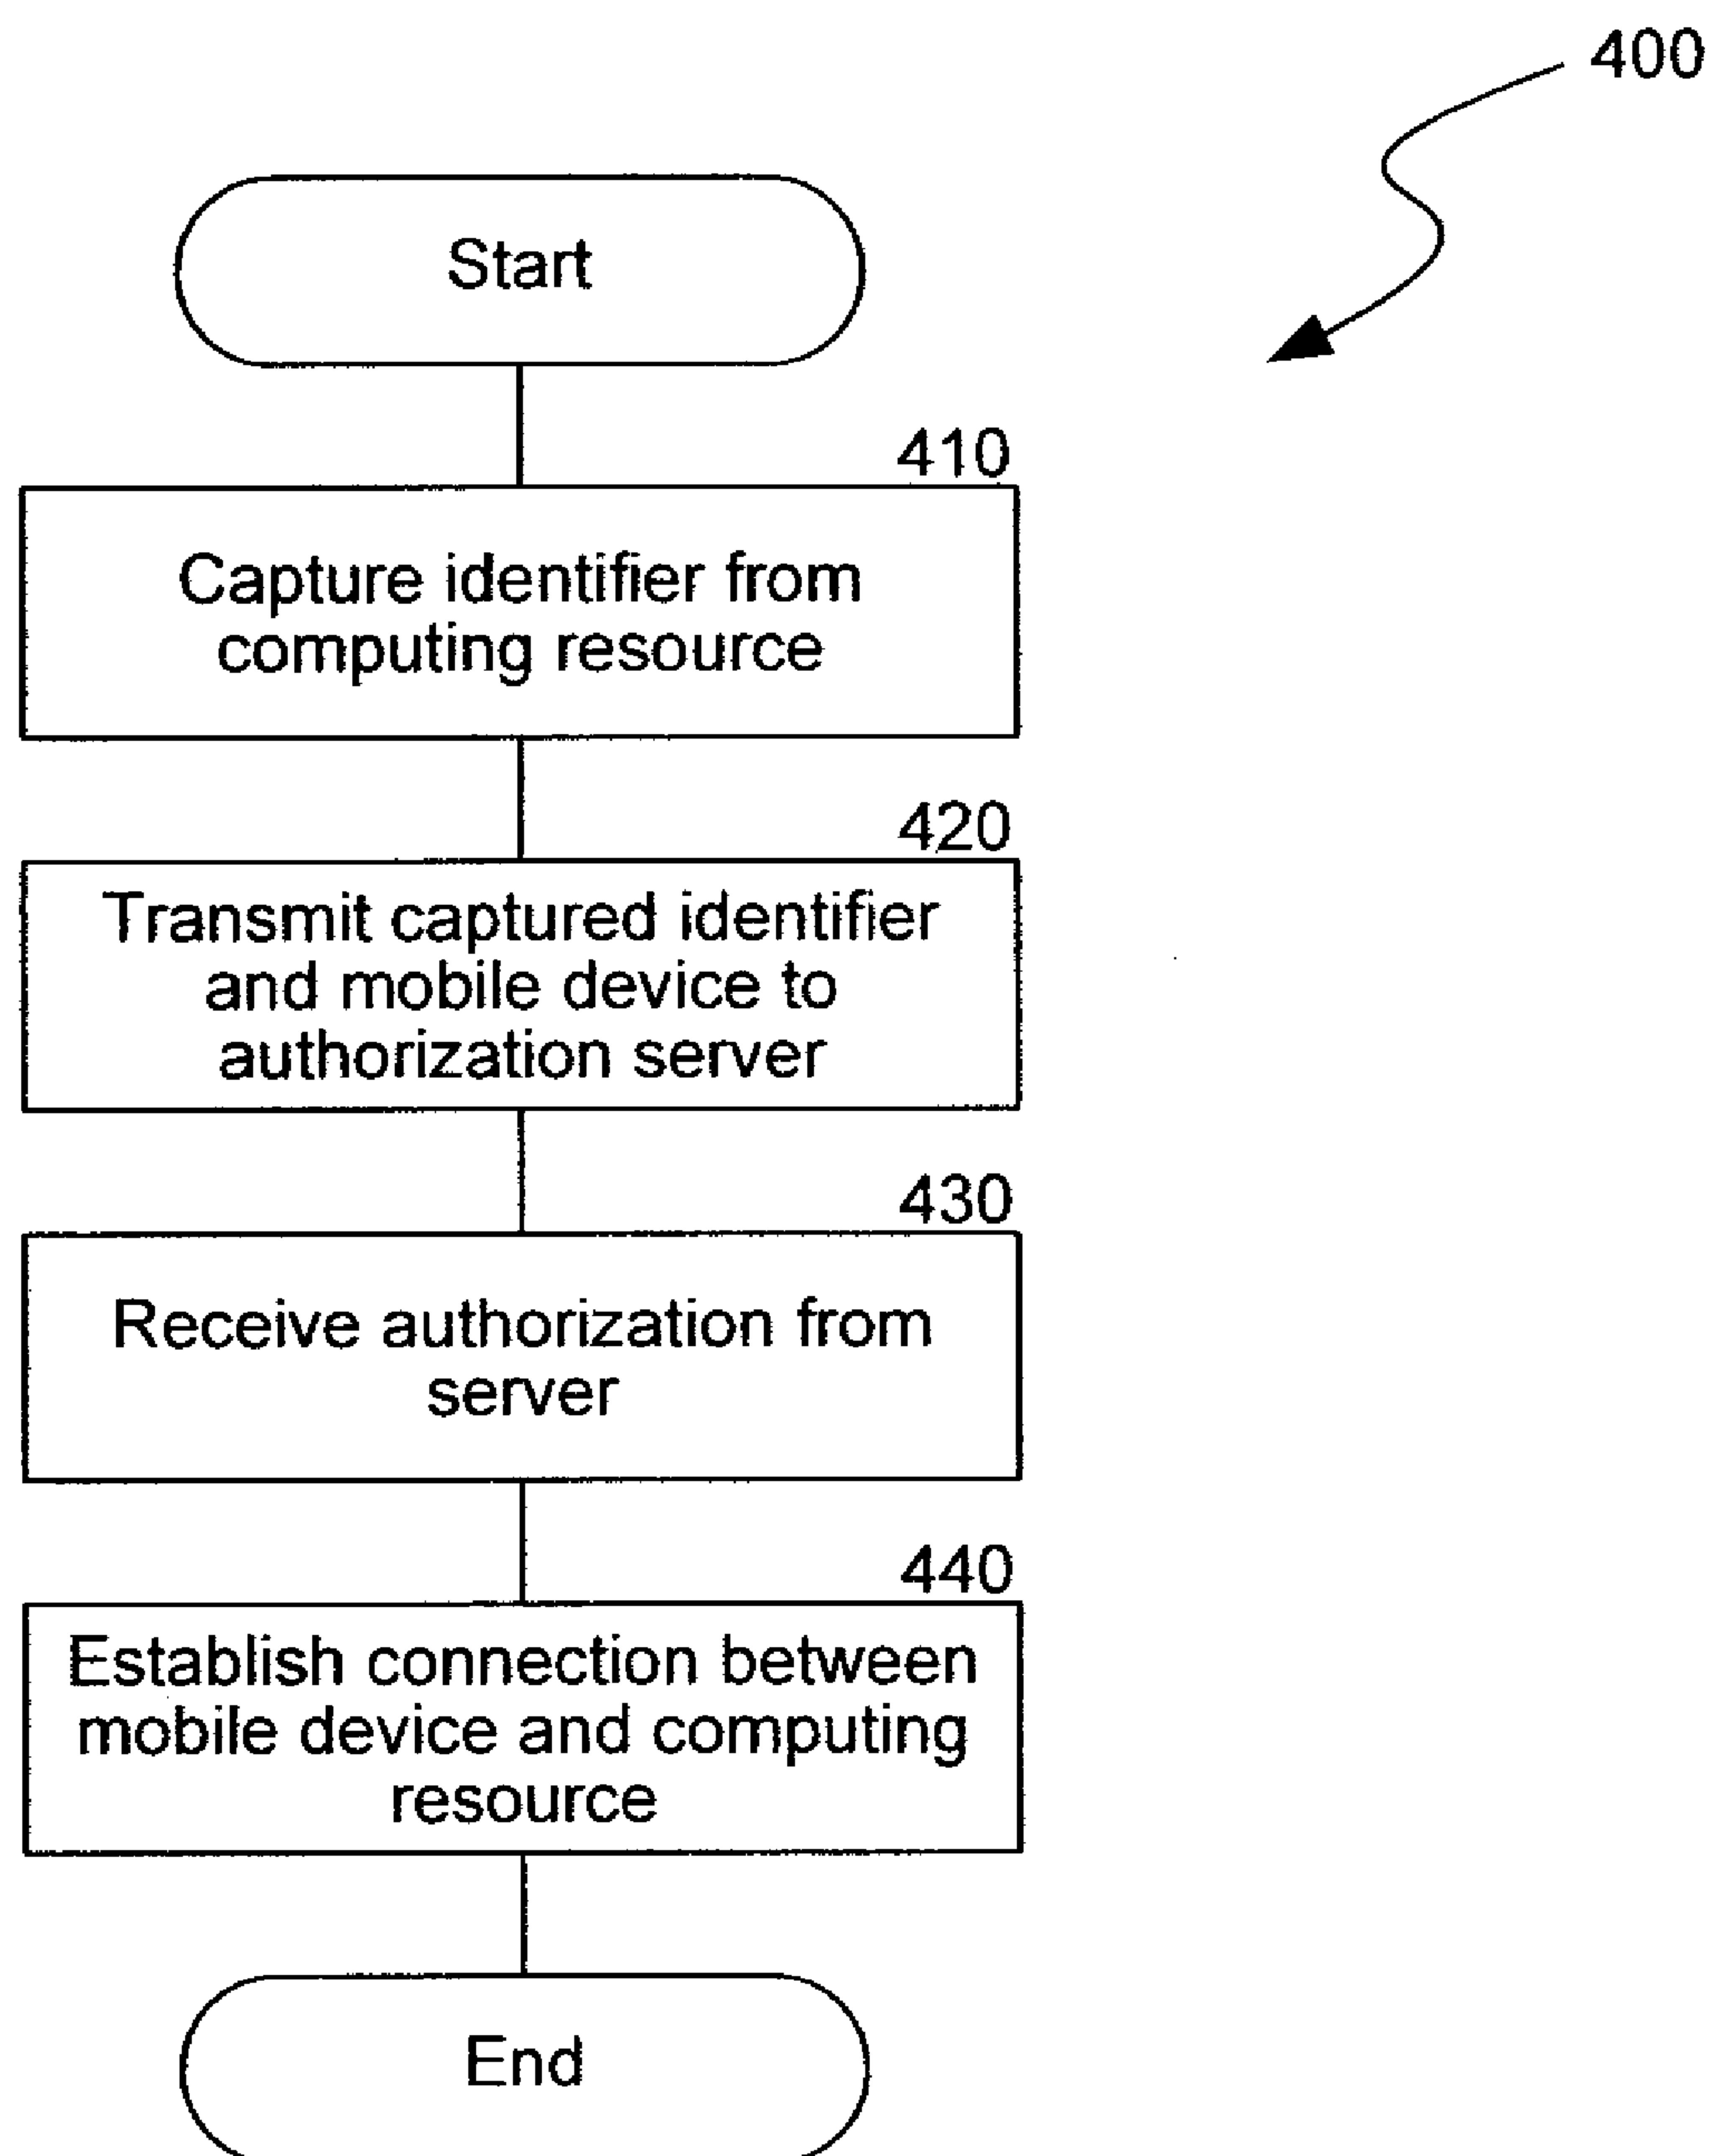 400
Start
410
Capture identifier from
computing resource
420
Transmit captured identifier
and mobile device to
authorization server
430
Receive authorization from
server
440
Establish connection between
mobile device and computing
resource
End